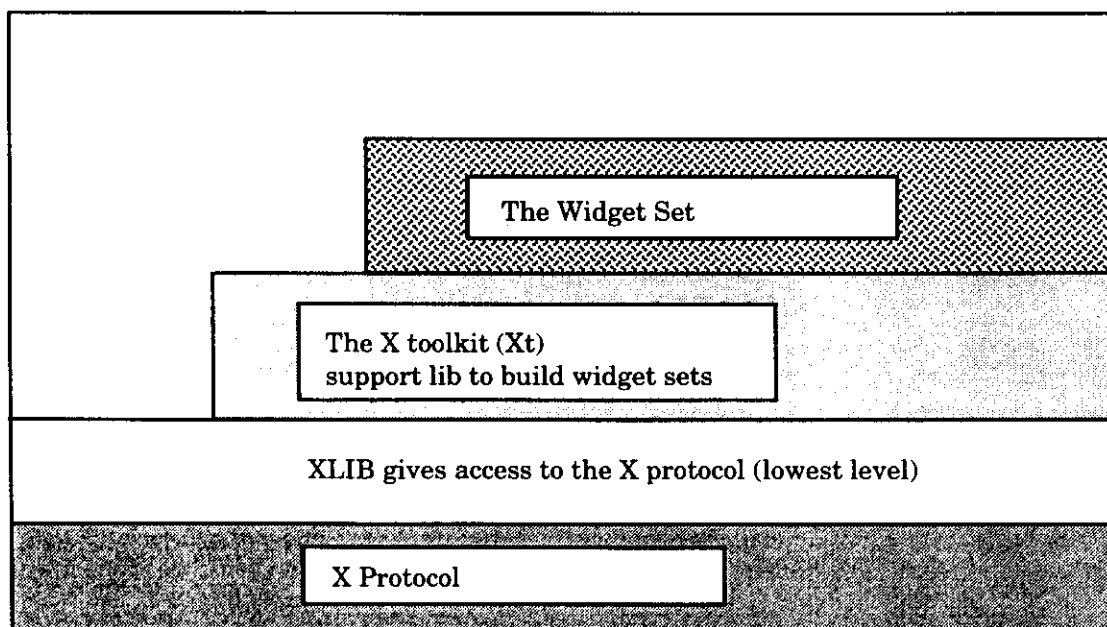 The Widget Set
The X toolkit (Xt)
support lib to build widget sets
XLIB gives access to the X protocol (lowest level)
X Protocol